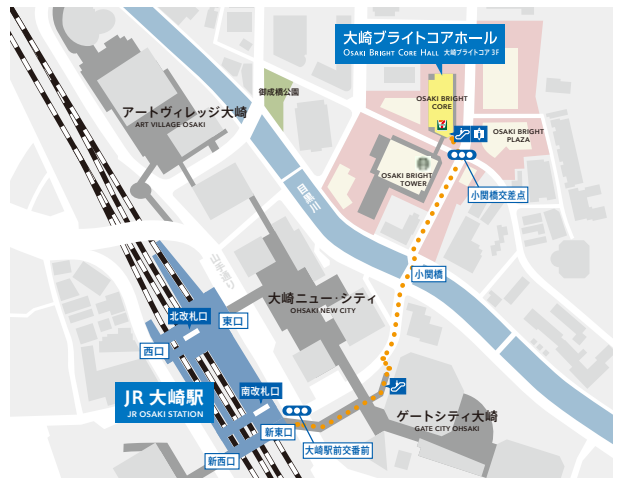 大崎ブライトコアホール
OSAKI BRIGHT CORE HALL 大崎ブライトコア 3F
御成橋公園
OSAKI BRIGHT
CORE
アートヴィレッジ大崎
ART VILLAGE OSAKI
7
OSAKI BRIGHT
PLAZA
OSAKI BRIGHT
TOWER
小関橋交差点
目黒川
山手通り
小関橋
大崎ニュー・シティ
OHSAKI NEW CITY
北改札口
東口
西口
JR 大崎駅
JR OSAKI STATION
南改札口
ゲートシティ大崎
GATE CITY OHSAKI
新東口
大崎駅前交番前
新西口